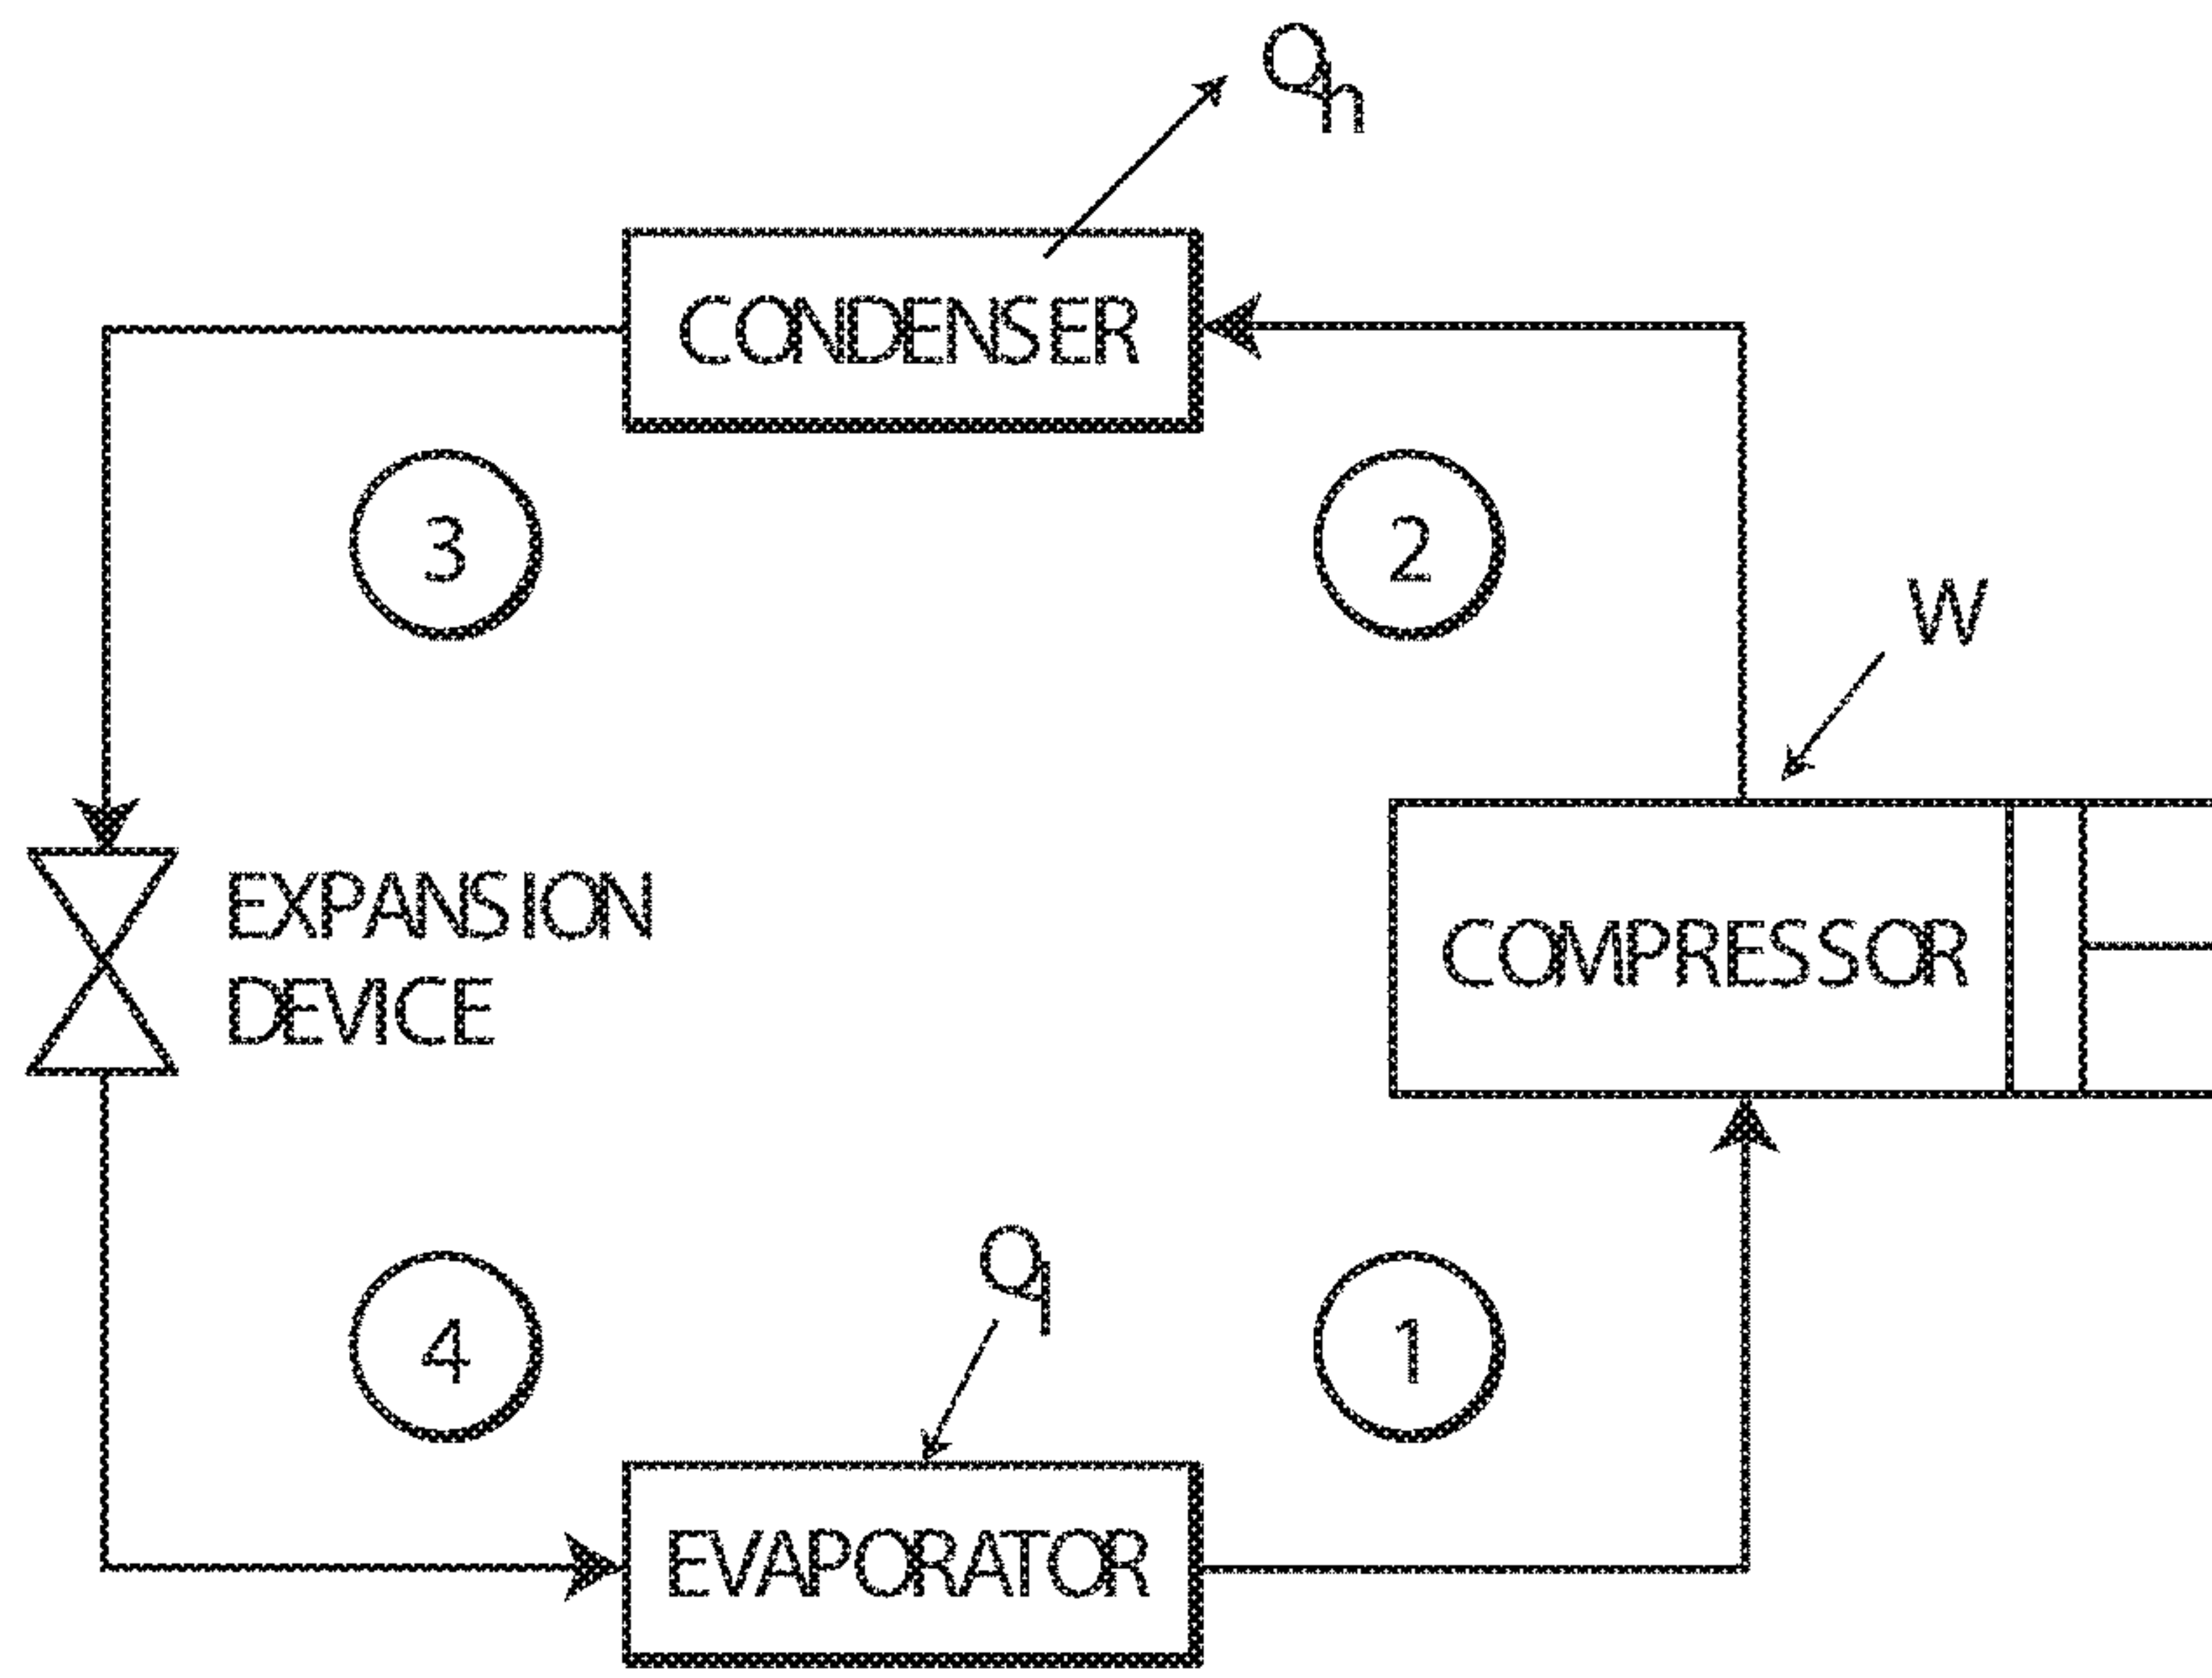 Qh
CONDENSER
3
2
W
EXPANSION
DEVICE
COMPRESSOR
Ql
4
1
EVAPORATOR